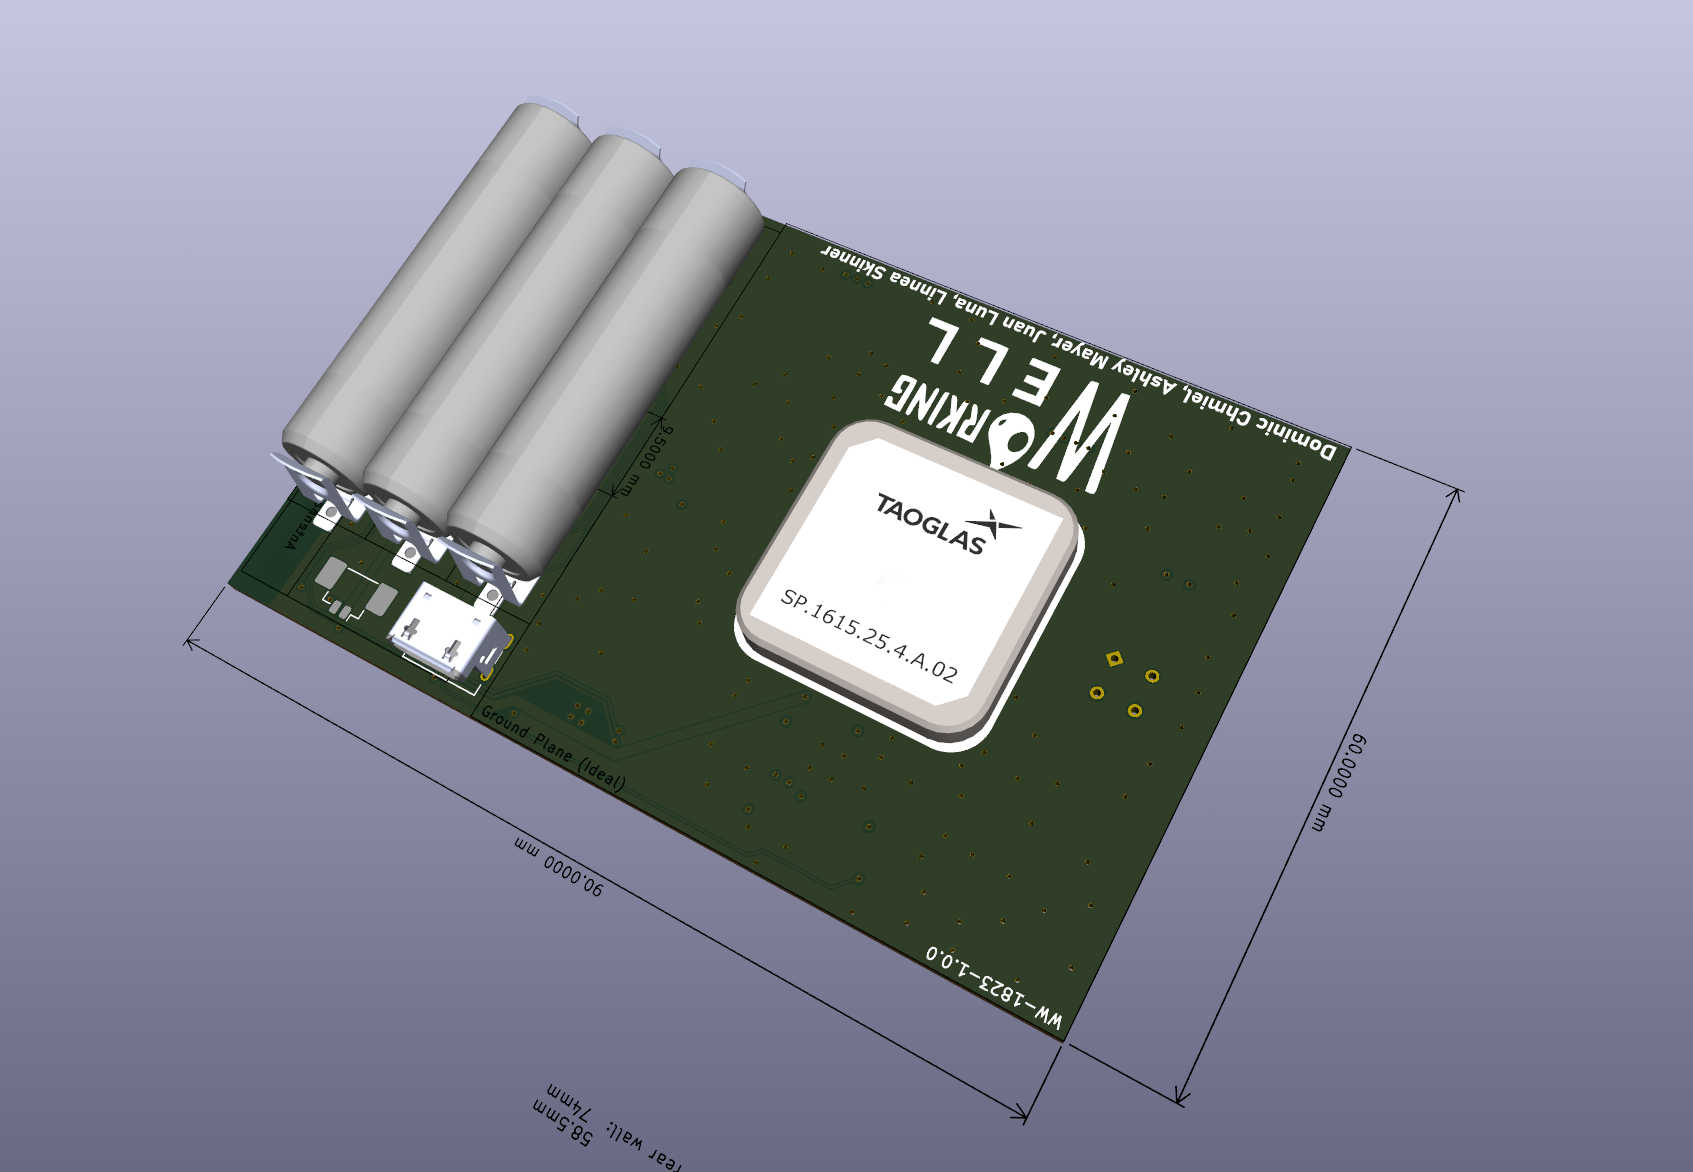 Dominic Chmiel, Ashley Mayer, Juan Luna, Linnea Skinner
WORKING
WELL
TAOGLAS
SP.1615.25.4.A.02
9.5000 mm
Antenna
Ground Plane (Ideal)
90.0000 mm
60.0000 mm
WW-1823-1.0.0
rear wall: 74mm
58.5mm